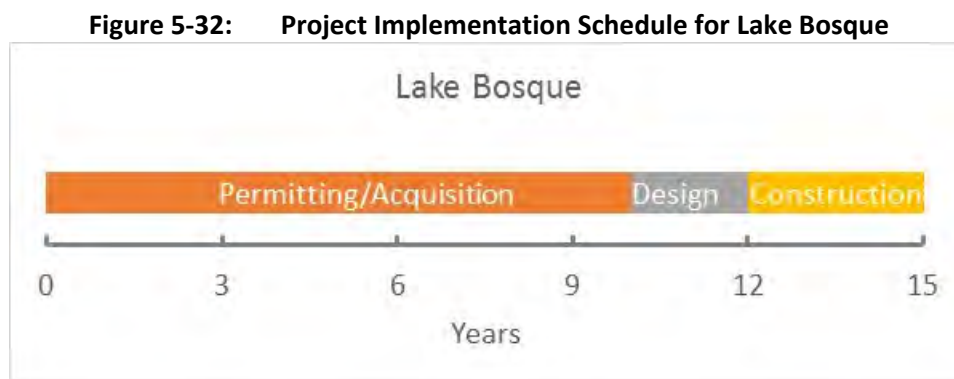 Figure 5-32: Project Implementation Schedule for Lake Bosque
Lake Bosque
Permitting/Acquisition Design Construction
0 3 6 9 12 15
Years